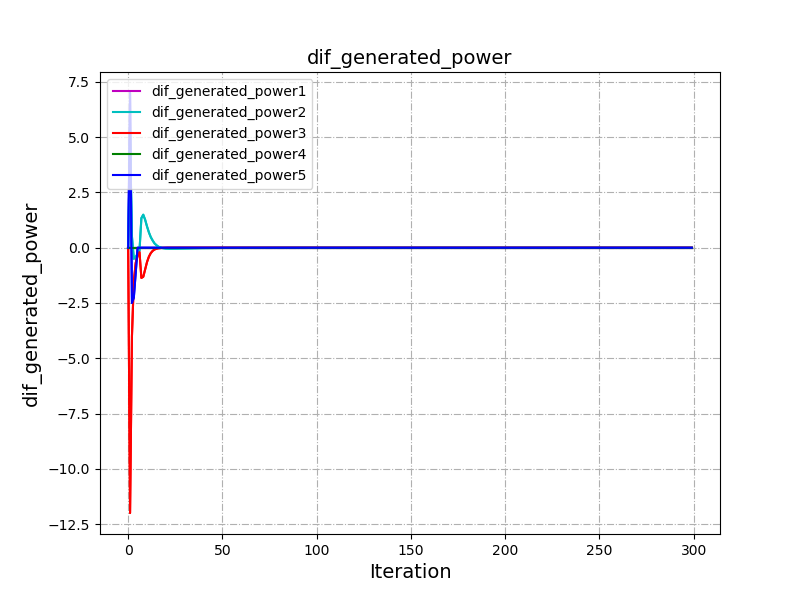 dif_generated_power
dif_generated_power
7.5
5.0
2.5
0.0
−2.5
−5.0
−7.5
−10.0
−12.5
dif_generated_power1
dif_generated_power2
dif_generated_power3
dif_generated_power4
dif_generated_power5
0 50 100 150 200 250 300
Iteration